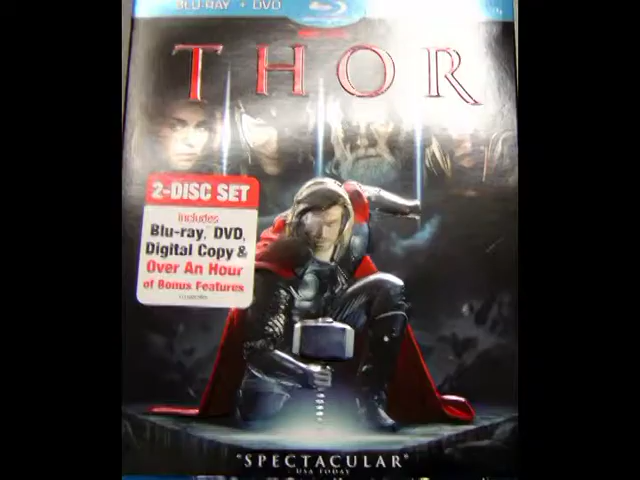 BLU-RAY + DVD
THOR
2-DISC SET
Includes
Blu-ray, DVD,
Digital Copy &
Over An Hour
of Bonus Features
"SPECTACULAR"
USA TODAY